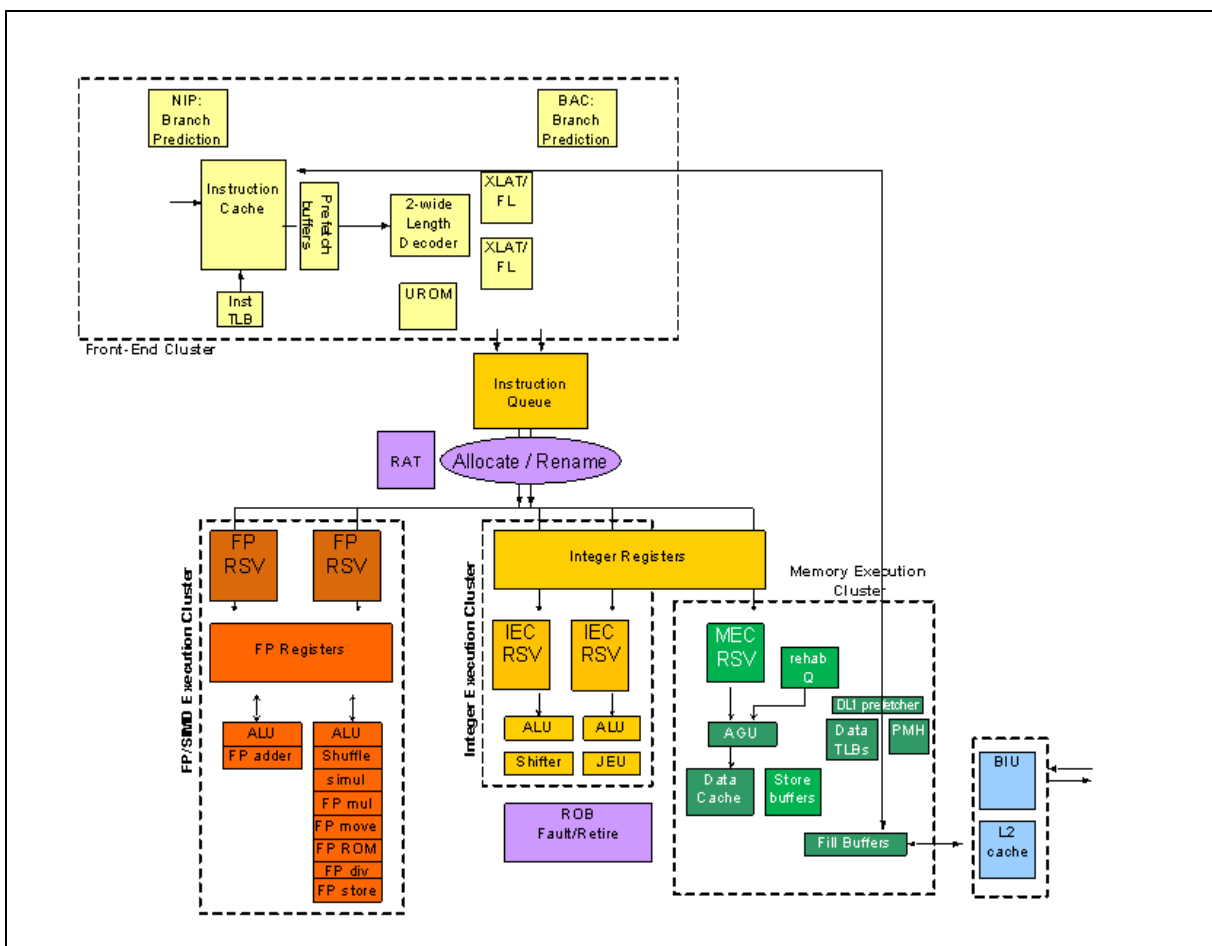 NIP:
Branch
Prediction
BAC:
Branch
Prediction
Instruction
Cache
Prefetch
buffers
2-wide
Length
Decoder
XLAT/
FL
XLAT/
FL
UROM
Inst
TLB
Front-End Cluster
Instruction
Queue
RAT
Allocate / Rename
FP/SIMD Execution Cluster
FP
RSV
FP
RSV
FP Registers
ALU
FP adder
ALU
Shuffle
simul
FP mul
FP move
FP ROM
FP div
FP store
Integer Execution Cluster
Integer Registers
IEC
RSV
IEC
RSV
ALU
Shifter
ALU
JEU
ROB
Fault/Retire
Memory Execution
Cluster
MEC
RSV
rehab
Q
DL1 prefetcher
AGU
Data
TLBs
PMH
Data
Cache
Store
buffers
Fill Buffers
BIU
L2
cache